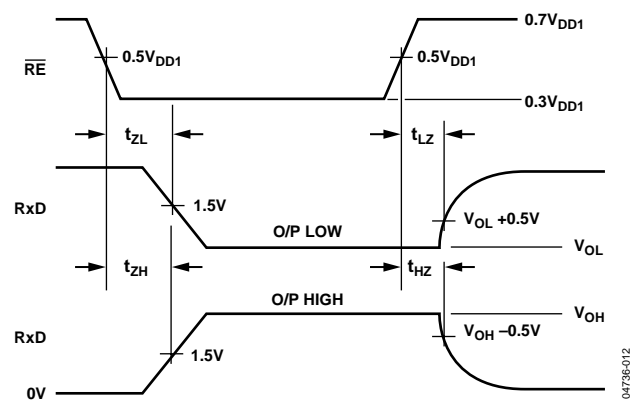 0.7VDD1
RE
0.5VDD1
0.5VDD1
0.3VDD1
tZL
tLZ
RxD
1.5V
O/P LOW
VOL +0.5V
VOL
tZH
tHZ
O/P HIGH
VOH
RxD
1.5V
VOH –0.5V
0V
04736-012